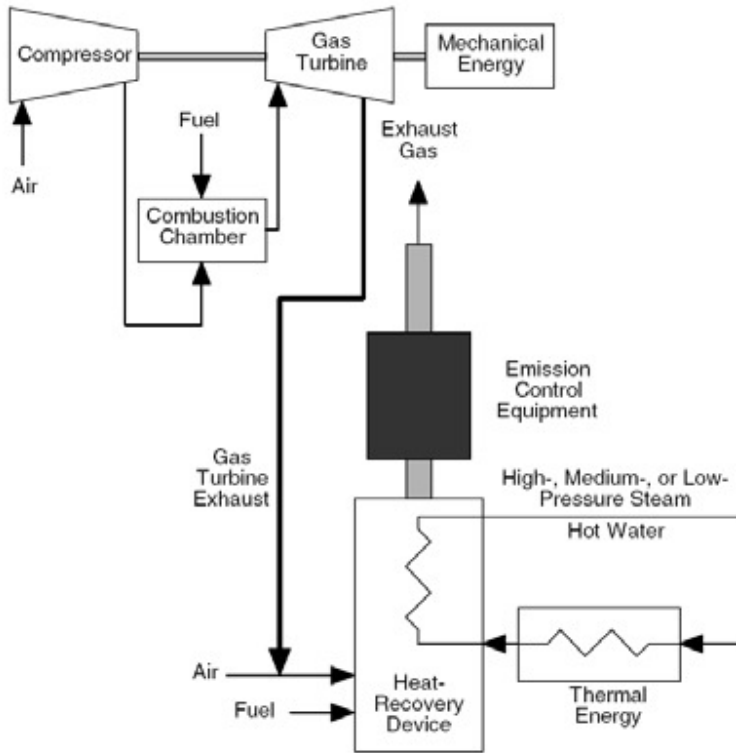 Compressor
Gas
Turbine
Mechanical
Energy
Fuel
Exhaust
Gas
Air
Combustion
Chamber
Emission
Control
Equipment
Gas
Turbine
Exhaust
High-, Medium-, or Low-
Pressure Steam
Hot Water
Air
Heat-
Recovery
Device
Thermal
Energy
Fuel